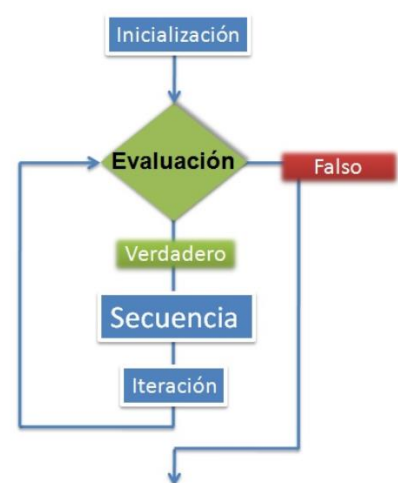 Inicialización
Evaluación
Falso
Verdadero
Secuencia
Iteración